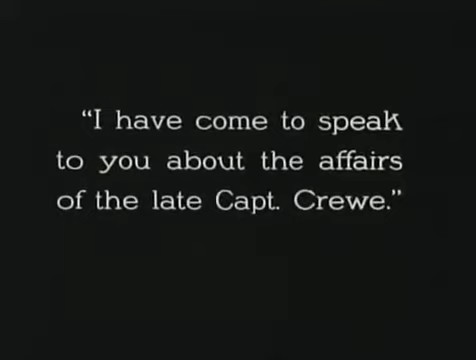 “I have come to speak
to you about the affairs
of the late Capt. Crewe.”